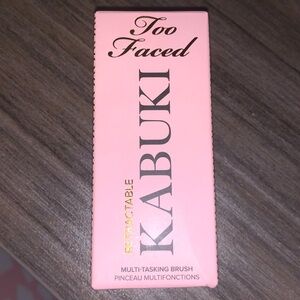 Too
Faced
RETRACTABLE
KABUKI
MULTI-TASKING BRUSH
PINCEAU MULTIFONCTIONS